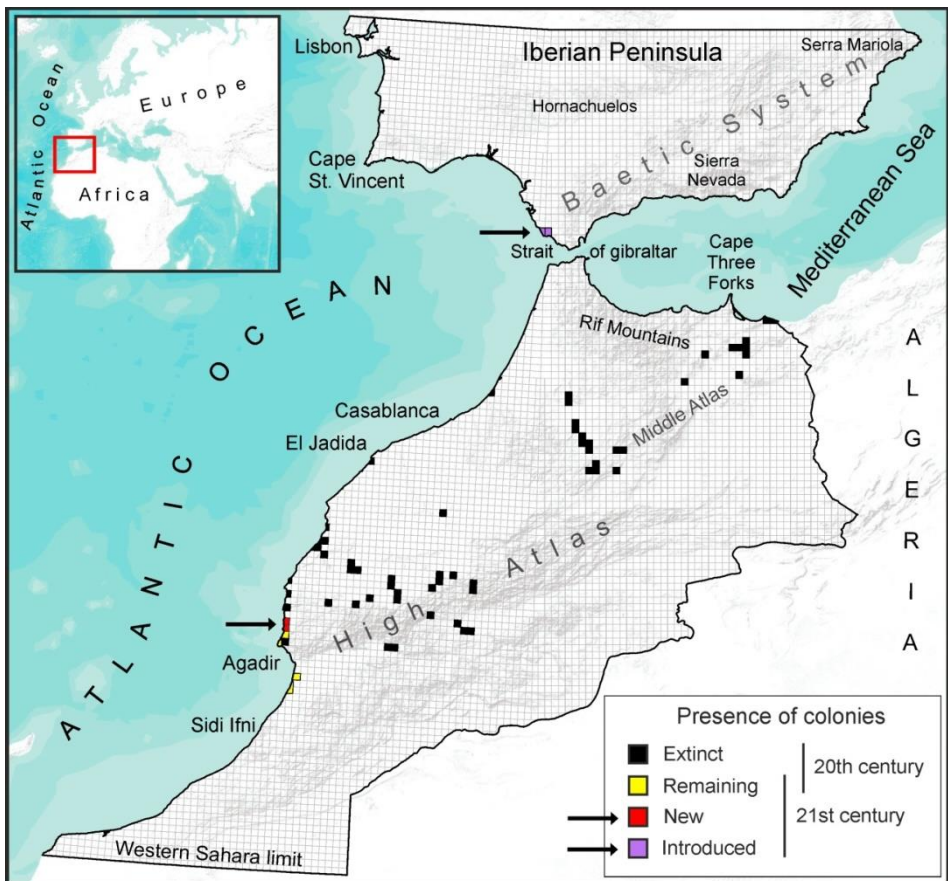 Atlantic Ocean
Europe
Africa
Lisbon
Iberian Peninsula
Serra Mariola
Hornachuelos
Baetic System
Cape
St. Vincent
Sierra
Nevada
Strait of gibraltar
Cape
Three
Forks
Mediterranean Sea
ATLANTIC OCEAN
Rif Mountains
ALGERIA
Casablanca
Middle Atlas
El Jadida
High Atlas
Agadir
Sidi Ifni
Western Sahara limit
Presence of colonies
Extinct
Remaining
20th century
New
21st century
Introduced